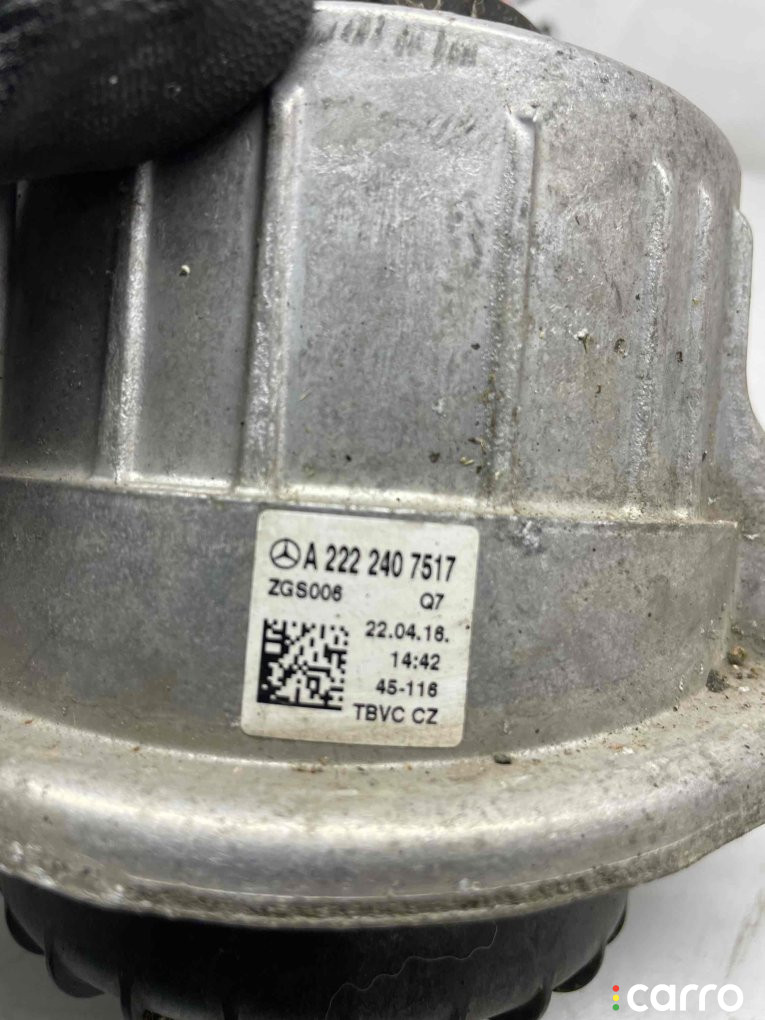 A 222 240 7517
ZGS006 Q7
22.04.16.
14:42
45-116
TBVC CZ
carro